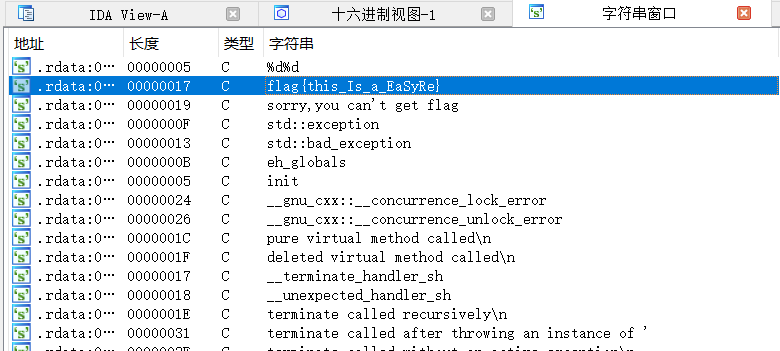 IDA View-A 十六进制视图-1 字符串窗口
地址 长度 类型 字符串
's' .rdata:0… 00000005 C %d%d
's' .rdata:0… 00000017 C flag{this_Is_a_EaSyRe}
's' .rdata:0… 00000019 C sorry,you can't get flag
's' .rdata:0… 0000000F C std::exception
's' .rdata:0… 00000013 C std::bad_exception
's' .rdata:0… 0000000B C eh_globals
's' .rdata:0… 00000005 C init
's' .rdata:0… 00000024 C __gnu_cxx::__concurrence_lock_error
's' .rdata:0… 00000026 C __gnu_cxx::__concurrence_unlock_error
's' .rdata:0… 0000001C C pure virtual method called\n
's' .rdata:0… 0000001F C deleted virtual method called\n
's' .rdata:0… 00000017 C __terminate_handler_sh
's' .rdata:0… 00000018 C __unexpected_handler_sh
's' .rdata:0… 0000001E C terminate called recursively\n
's' .rdata:0… 00000031 C terminate called after throwing an instance of '